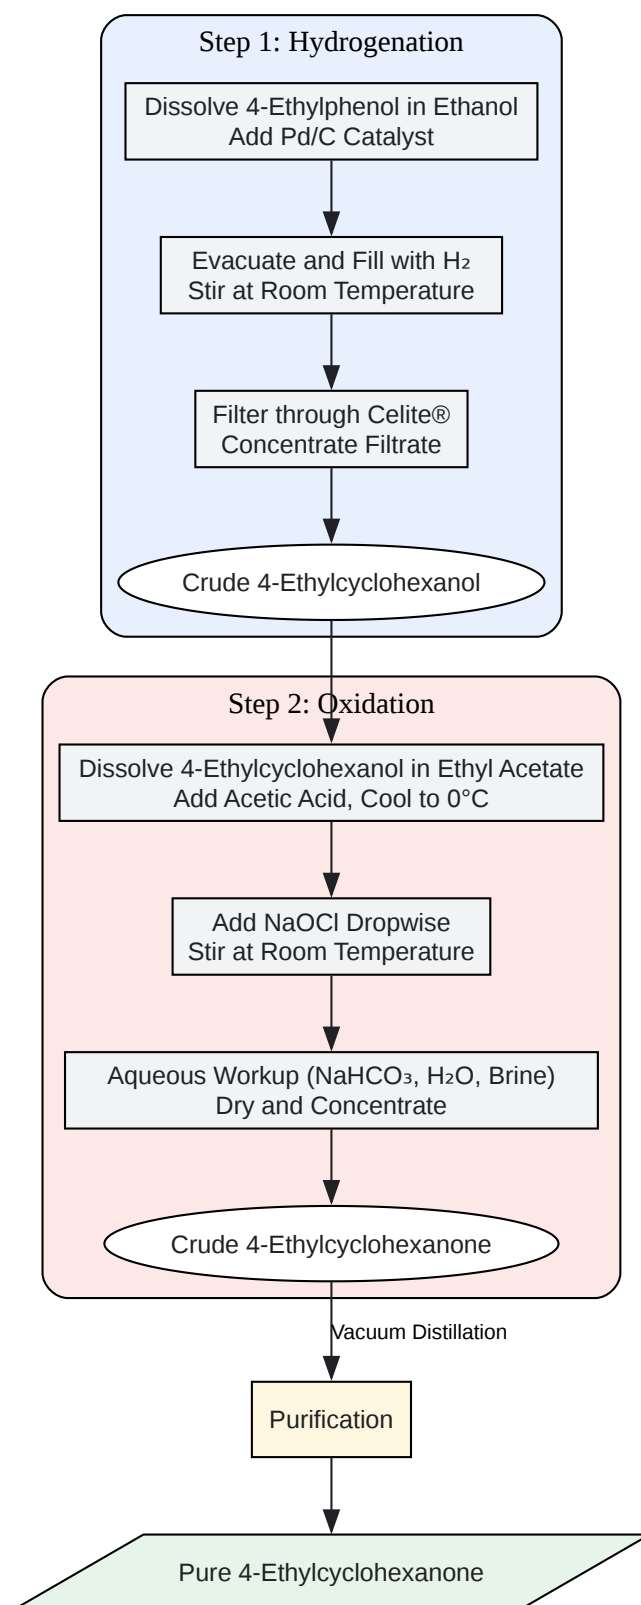 Step 1: Hydrogenation
Dissolve 4-Ethylphenol in Ethanol
Add Pd/C Catalyst
Evacuate and Fill with H₂
Stir at Room Temperature
Filter through Celite®
Concentrate Filtrate
Crude 4-Ethylcyclohexanol
Step 2: Oxidation
Dissolve 4-Ethylcyclohexanol in Ethyl Acetate
Add Acetic Acid, Cool to 0°C
Add NaOCl Dropwise
Stir at Room Temperature
Aqueous Workup (NaHCO₃, H₂O, Brine)
Dry and Concentrate
Crude 4-Ethylcyclohexanone
Vacuum Distillation
Purification
Pure 4-Ethylcyclohexanone